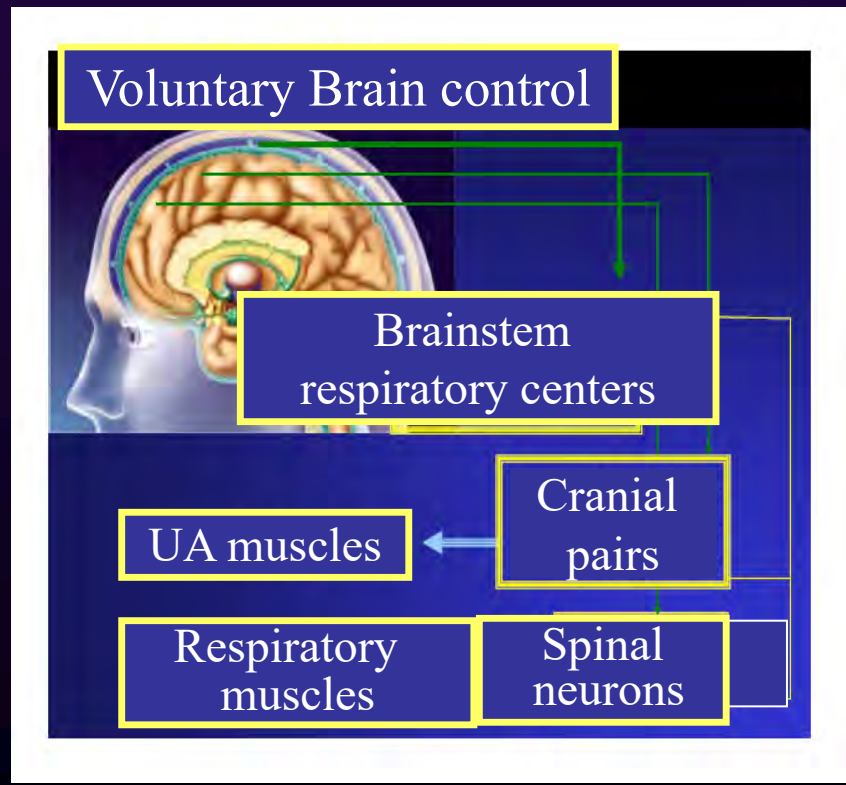 Voluntary Brain control
Brainstem
respiratory centers
Cranial
pairs
UA muscles
Respiratory
muscles
Spinal
neurons